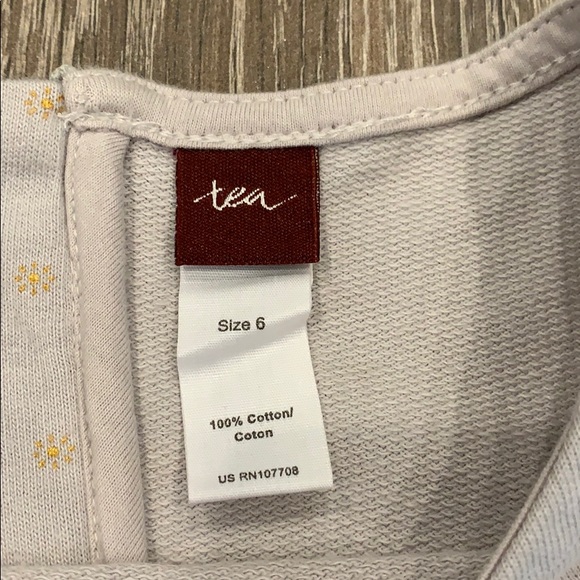 tea
Size 6
100% Cotton/
Coton
US RN107708